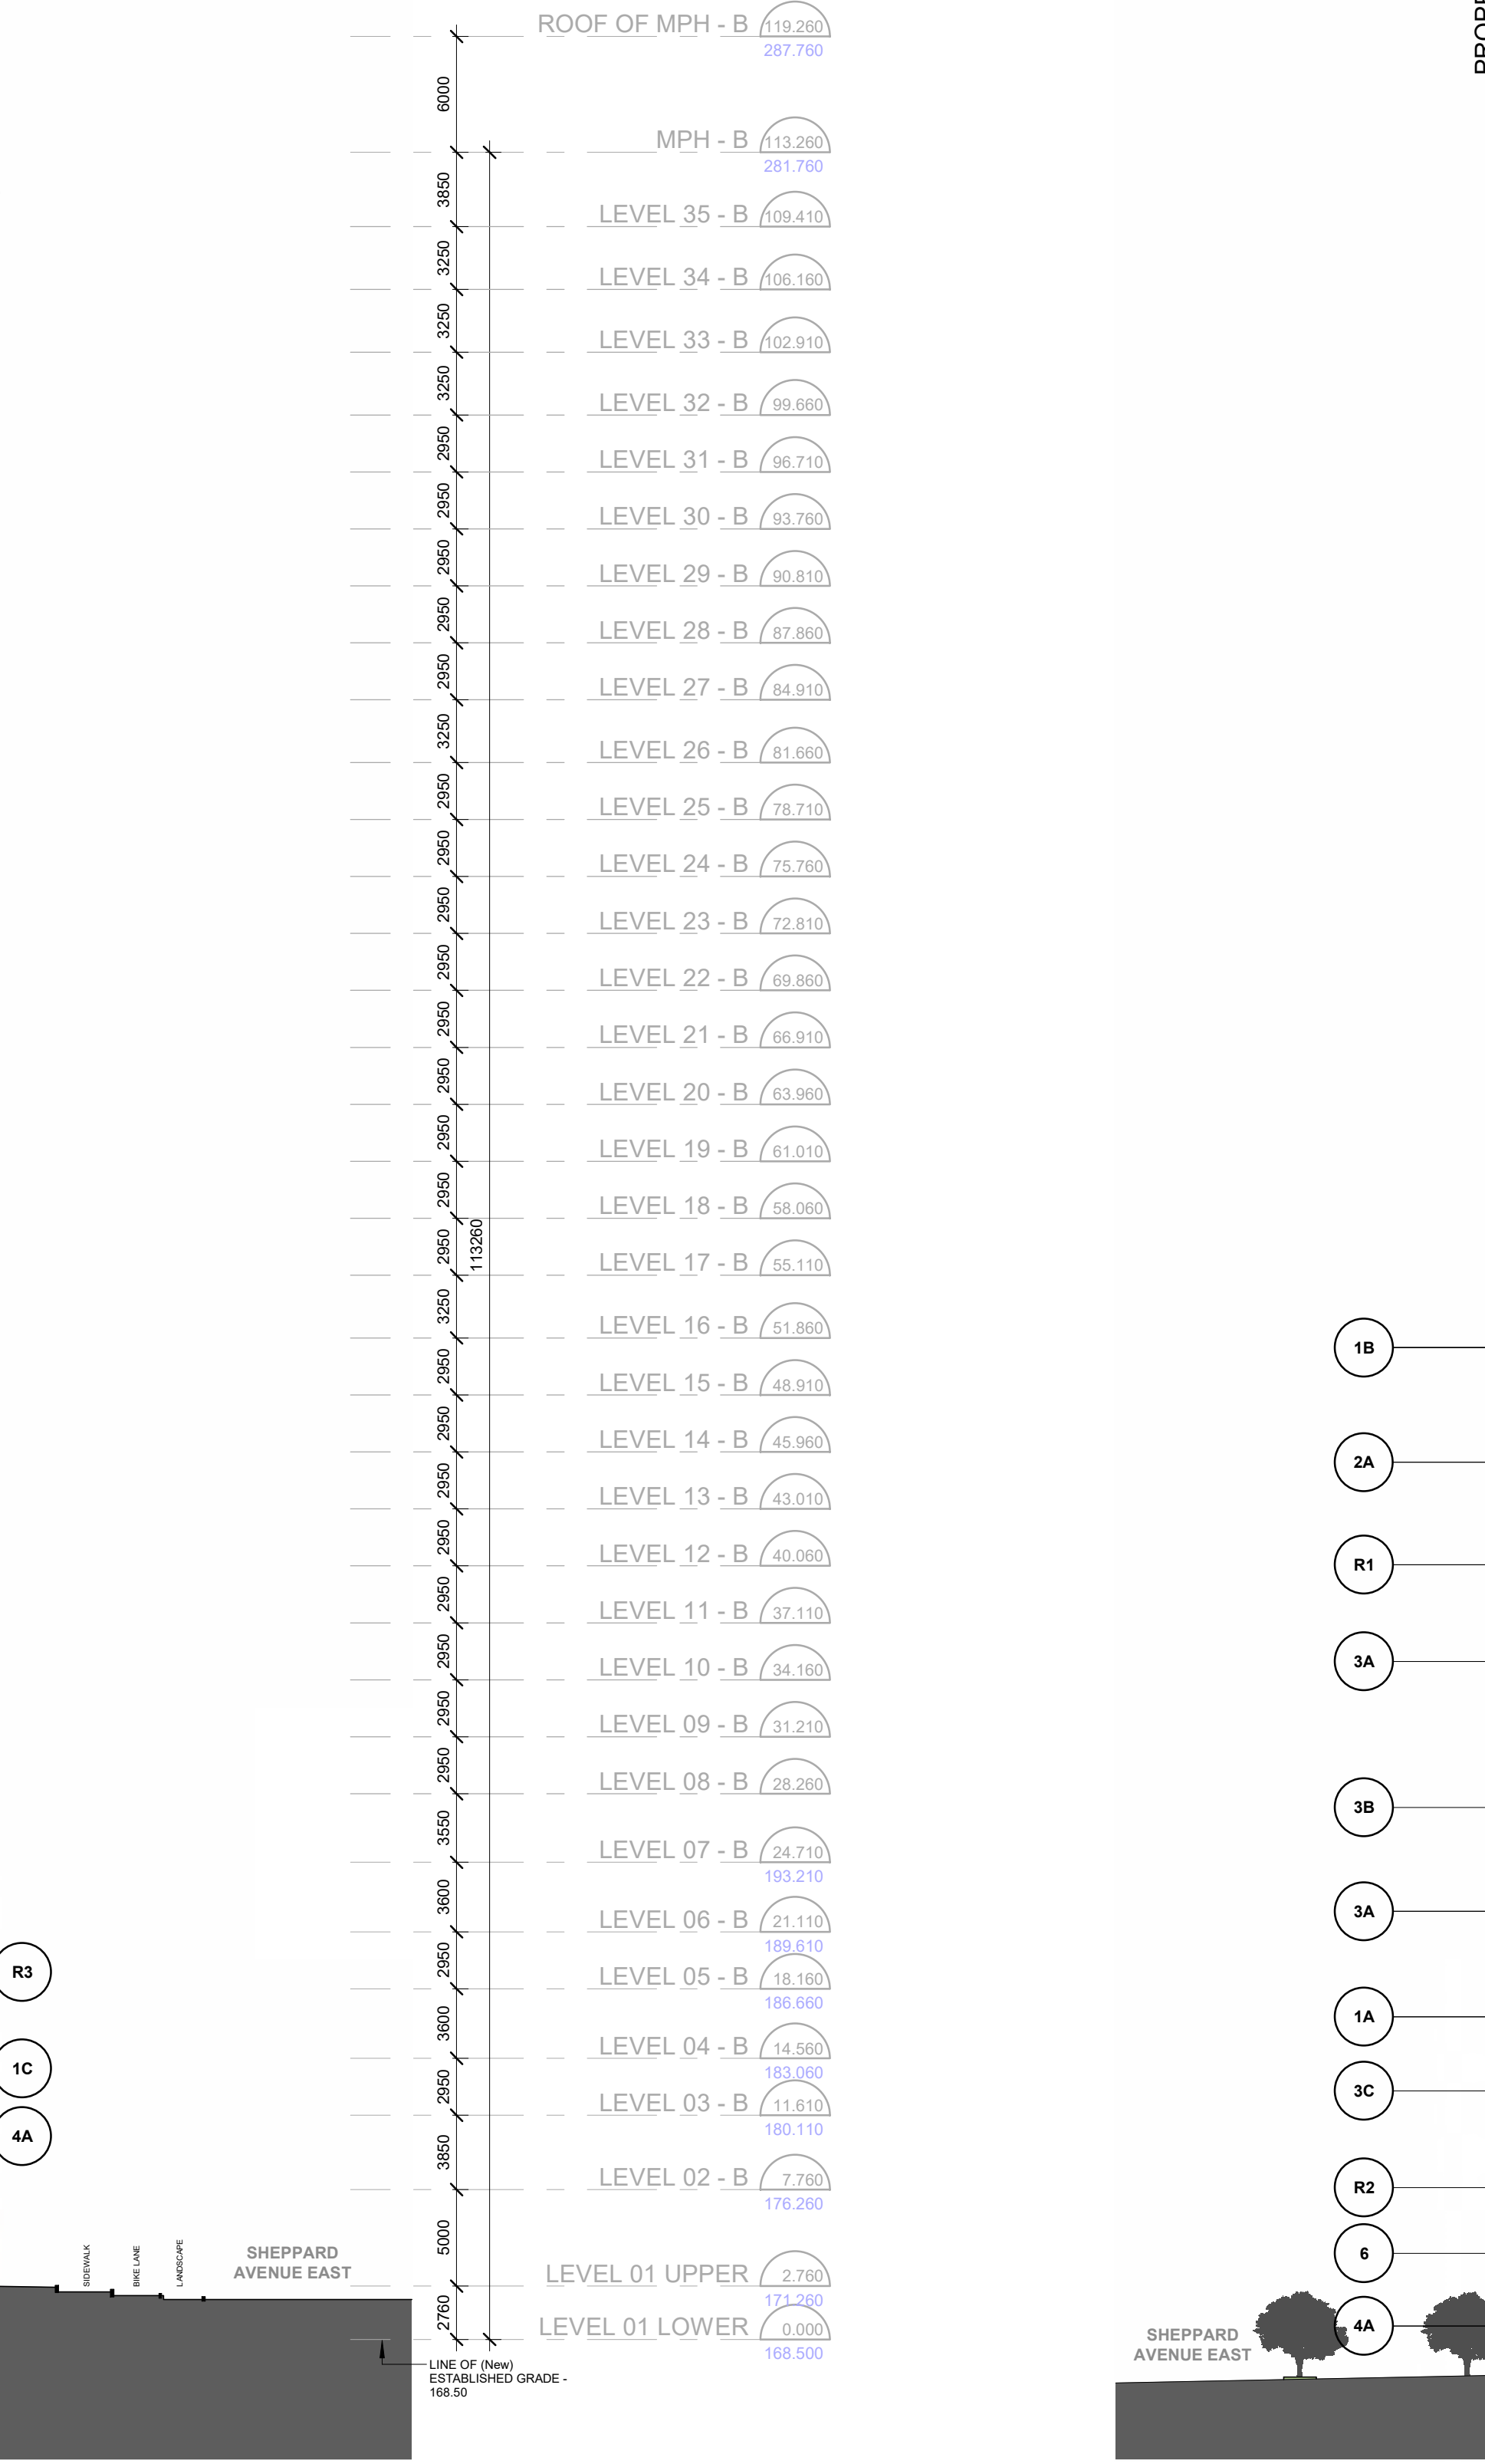 PROPE
ROOF OF MPH - B 119.260
287.760
6000
MPH - B 113.260
281.760
3850
LEVEL 35 - B 109.410
3250
LEVEL 34 - B 106.160
3250
LEVEL 33 - B 102.910
3250
LEVEL 32 - B 99.660
2950
LEVEL 31 - B 96.710
2950
LEVEL 30 - B 93.760
2950
LEVEL 29 - B 90.810
2950
LEVEL 28 - B 87.860
2950
LEVEL 27 - B 84.910
3250
LEVEL 26 - B 81.660
2950
LEVEL 25 - B 78.710
2950
LEVEL 24 - B 75.760
2950
LEVEL 23 - B 72.810
2950
LEVEL 22 - B 69.860
2950
LEVEL 21 - B 66.910
2950
LEVEL 20 - B 63.960
2950
LEVEL 19 - B 61.010
2950
LEVEL 18 - B 58.060
2950
113260
LEVEL 17 - B 55.110
3250
LEVEL 16 - B 51.860
2950
LEVEL 15 - B 48.910
2950
LEVEL 14 - B 45.960
2950
LEVEL 13 - B 43.010
2950
LEVEL 12 - B 40.060
2950
LEVEL 11 - B 37.110
2950
LEVEL 10 - B 34.160
2950
LEVEL 09 - B 31.210
2950
LEVEL 08 - B 28.260
3550
LEVEL 07 - B 24.710
193.210
3600
LEVEL 06 - B 21.110
189.610
2950
LEVEL 05 - B 18.160
186.660
3600
LEVEL 04 - B 14.560
183.060
2950
LEVEL 03 - B 11.610
180.110
3850
LEVEL 02 - B 7.760
176.260
5000
LEVEL 01 UPPER 2.760
171.260
2760
LEVEL 01 LOWER 0.000
168.500
LINE OF (New)
ESTABLISHED GRADE -
168.50
R3
1C
4A
SIDEWALK
BIKE LANE
LANDSCAPE
SHEPPARD
AVENUE EAST
1B
2A
R1
3A
3B
3A
1A
3C
R2
6
4A
SHEPPARD
AVENUE EAST